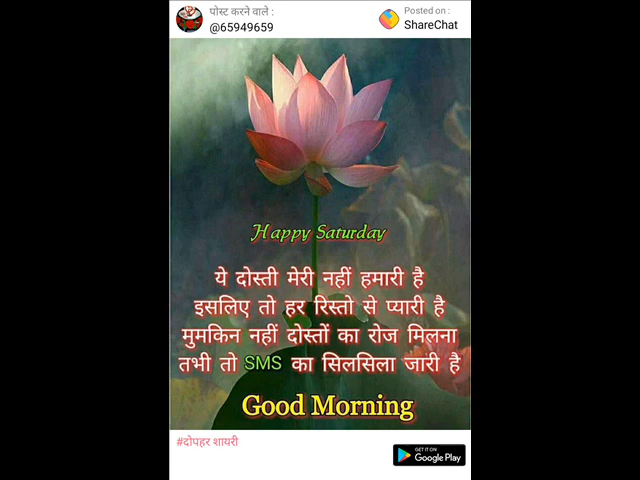 पोस्ट करने वाले :
@65949659
Posted on :
ShareChat
Happy Saturday
ये दोस्ती मेरी नहीं हमारी है
इसलिए तो हर रिस्तो से प्यारी है
मुमकिन नहीं दोस्तों का रोज मिलना
तभी तो SMS का सिलसिला जारी है
Good Morning
#दोपहर शायरी
GET IT ON
Google Play